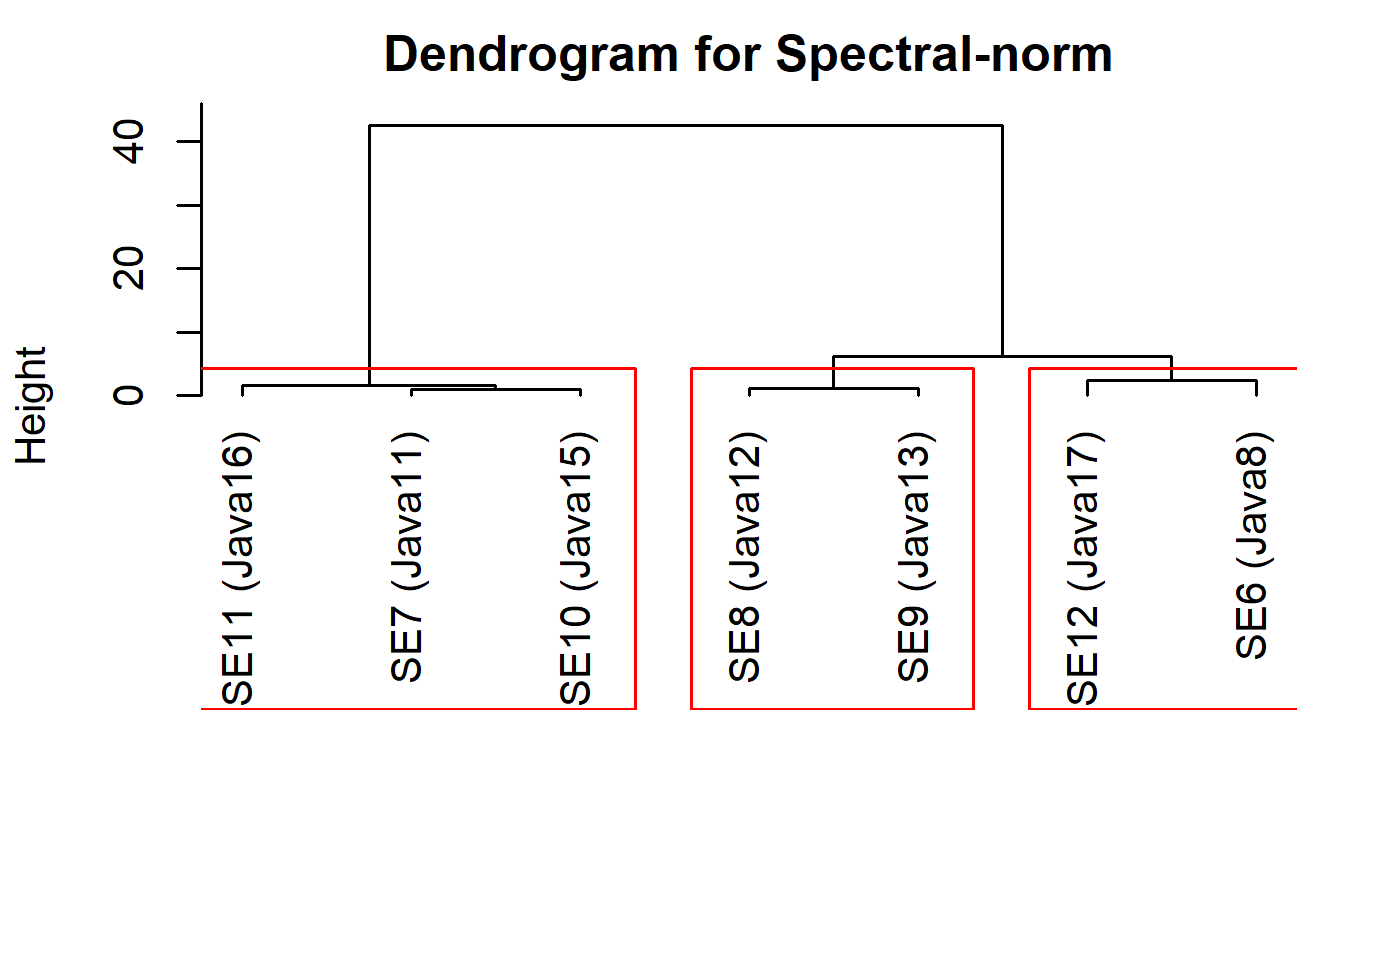 Dendrogram for Spectral-norm
Height
40
20
0
SE11 (Java16)
SE7 (Java11)
SE10 (Java15)
SE8 (Java12)
SE9 (Java13)
SE12 (Java17)
SE6 (Java8)